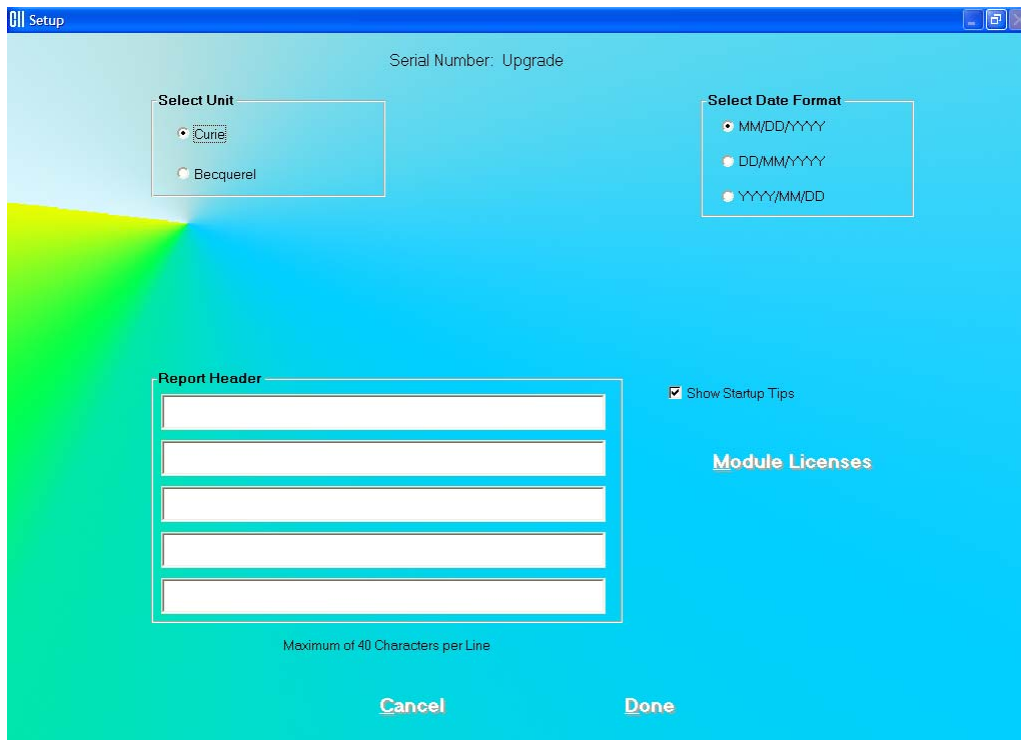 Setup
Serial Number: Upgrade
Select Unit
Curie
Becquerel
Select Date Format
MM/DD/YYYY
DD/MM/YYYY
YYYY/MM/DD
Report Header
Show Startup Tips
Module Licenses
Maximum of 40 Characters per Line
Cancel
Done